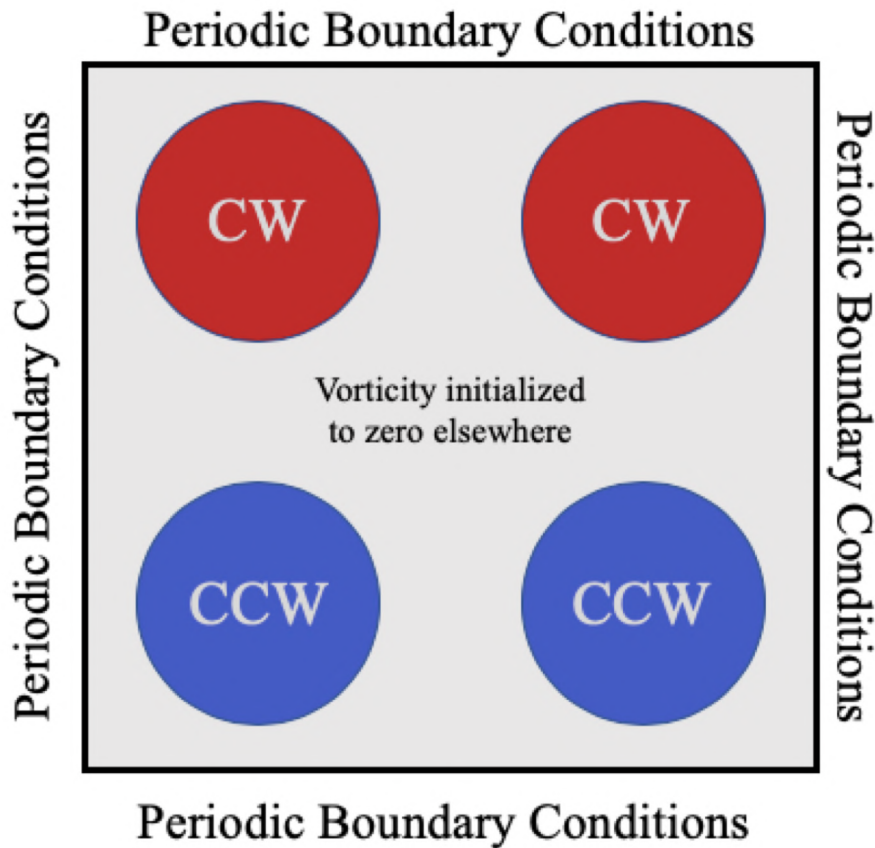 Periodic Boundary Conditions
Periodic Boundary Conditions
Periodic Boundary Conditions
CW
CW
Vorticity initialized
to zero elsewhere
CCW
CCW
Periodic Boundary Conditions